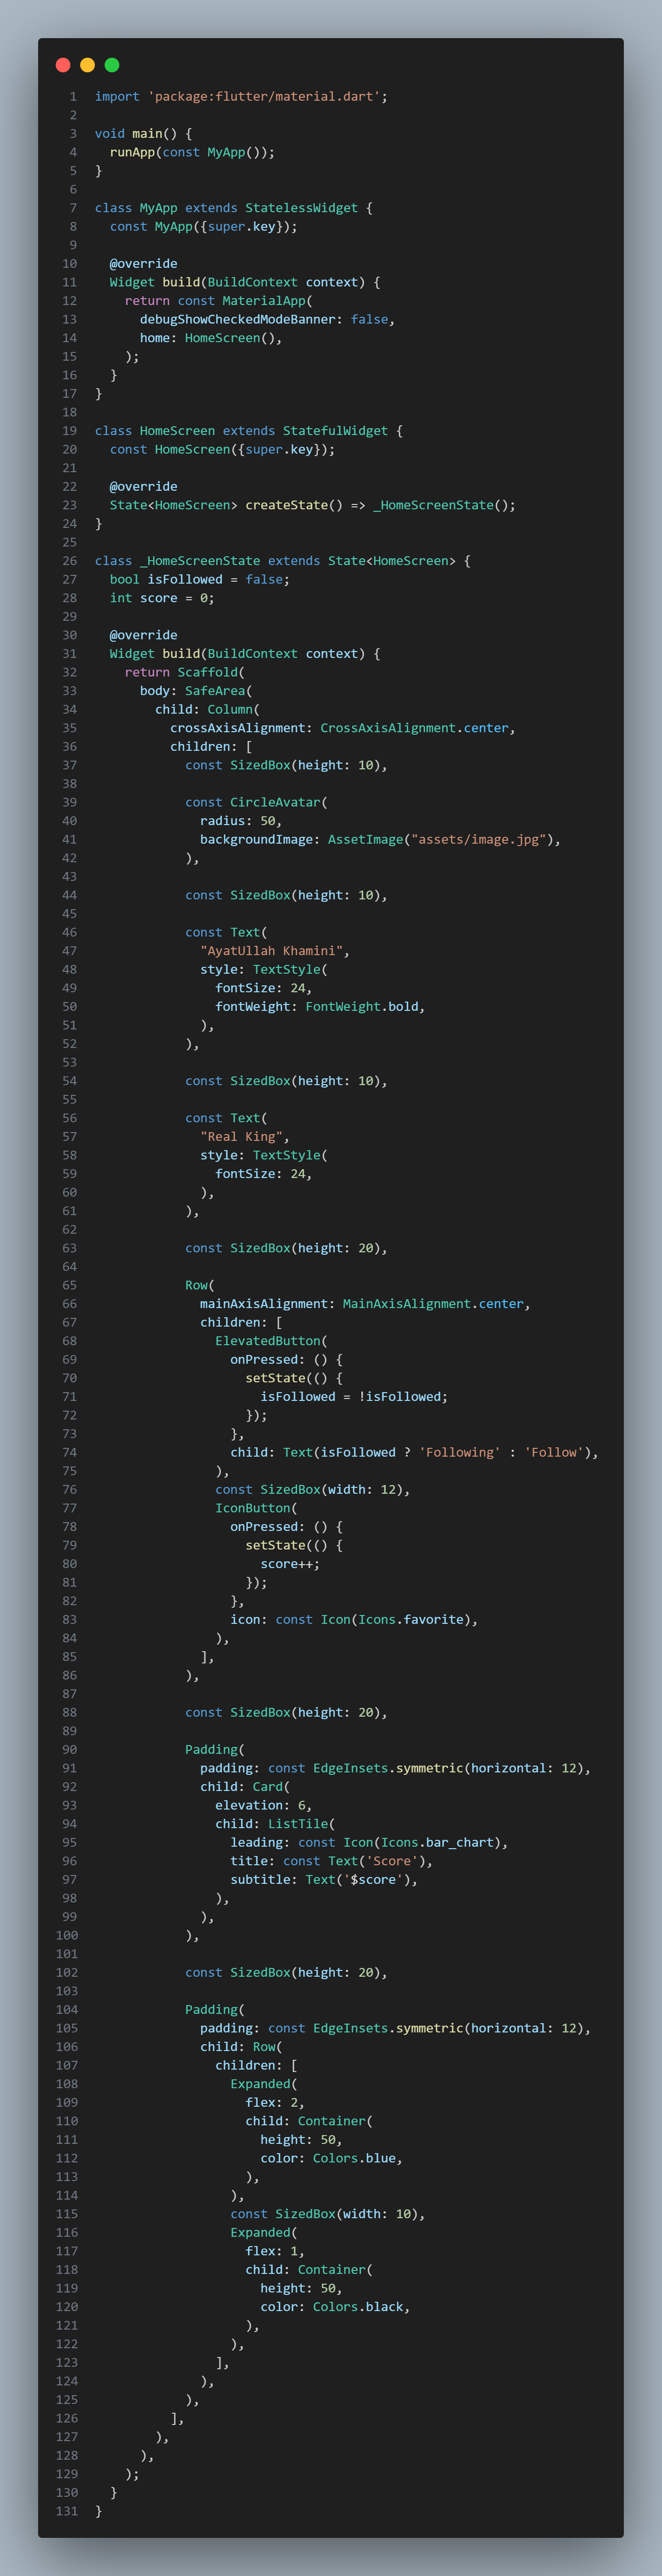 1 import 'package:flutter/material.dart';
2
3 void main() {
4   runApp(const MyApp());
5 }
6
7 class MyApp extends StatelessWidget {
8   const MyApp({super.key});
9
10   @override
11   Widget build(BuildContext context) {
12     return const MaterialApp(
13       debugShowCheckedModeBanner: false,
14       home: HomeScreen(),
15     );
16   }
17 }
18
19 class HomeScreen extends StatefulWidget {
20   const HomeScreen({super.key});
21
22   @override
23   State<HomeScreen> createState() => _HomeScreenState();
24 }
25
26 class _HomeScreenState extends State<HomeScreen> {
27   bool isFollowed = false;
28   int score = 0;
29
30   @override
31   Widget build(BuildContext context) {
32     return Scaffold(
33       body: SafeArea(
34         child: Column(
35           crossAxisAlignment: CrossAxisAlignment.center,
36           children: [
37             const SizedBox(height: 10),
38
39             const CircleAvatar(
40               radius: 50,
41               backgroundImage: AssetImage("assets/image.jpg"),
42             ),
43
44             const SizedBox(height: 10),
45
46             const Text(
47               "AyatUllah Khamini",
48               style: TextStyle(
49                 fontSize: 24,
50                 fontWeight: FontWeight.bold,
51               ),
52             ),
53
54             const SizedBox(height: 10),
55
56             const Text(
57               "Real King",
58               style: TextStyle(
59                 fontSize: 24,
60               ),
61             ),
62
63             const SizedBox(height: 20),
64
65             Row(
66               mainAxisAlignment: MainAxisAlignment.center,
67               children: [
68                 ElevatedButton(
69                   onPressed: () {
70                     setState(() {
71                       isFollowed = !isFollowed;
72                     });
73                   },
74                   child: Text(isFollowed ? 'Following' : 'Follow'),
75                 ),
76                 const SizedBox(width: 12),
77                 IconButton(
78                   onPressed: () {
79                     setState(() {
80                       score++;
81                     });
82                   },
83                   icon: const Icon(Icons.favorite),
84                 ),
85               ],
86             ),
87
88             const SizedBox(height: 20),
89
90             Padding(
91               padding: const EdgeInsets.symmetric(horizontal: 12),
92               child: Card(
93                 elevation: 6,
94                 child: ListTile(
95                   leading: const Icon(Icons.bar_chart),
96                   title: const Text('Score'),
97                   subtitle: Text('$score'),
98                 ),
99               ),
100             ),
101
102             const SizedBox(height: 20),
103
104             Padding(
105               padding: const EdgeInsets.symmetric(horizontal: 12),
106               child: Row(
107                 children: [
108                   Expanded(
109                     flex: 2,
110                     child: Container(
111                       height: 50,
112                       color: Colors.blue,
113                     ),
114                   ),
115                   const SizedBox(width: 10),
116                   Expanded(
117                     flex: 1,
118                     child: Container(
119                       height: 50,
120                       color: Colors.black,
121                     ),
122                   ),
123                 ],
124               ),
125             ),
126           ],
127         ),
128       ),
129     );
130   }
131 }